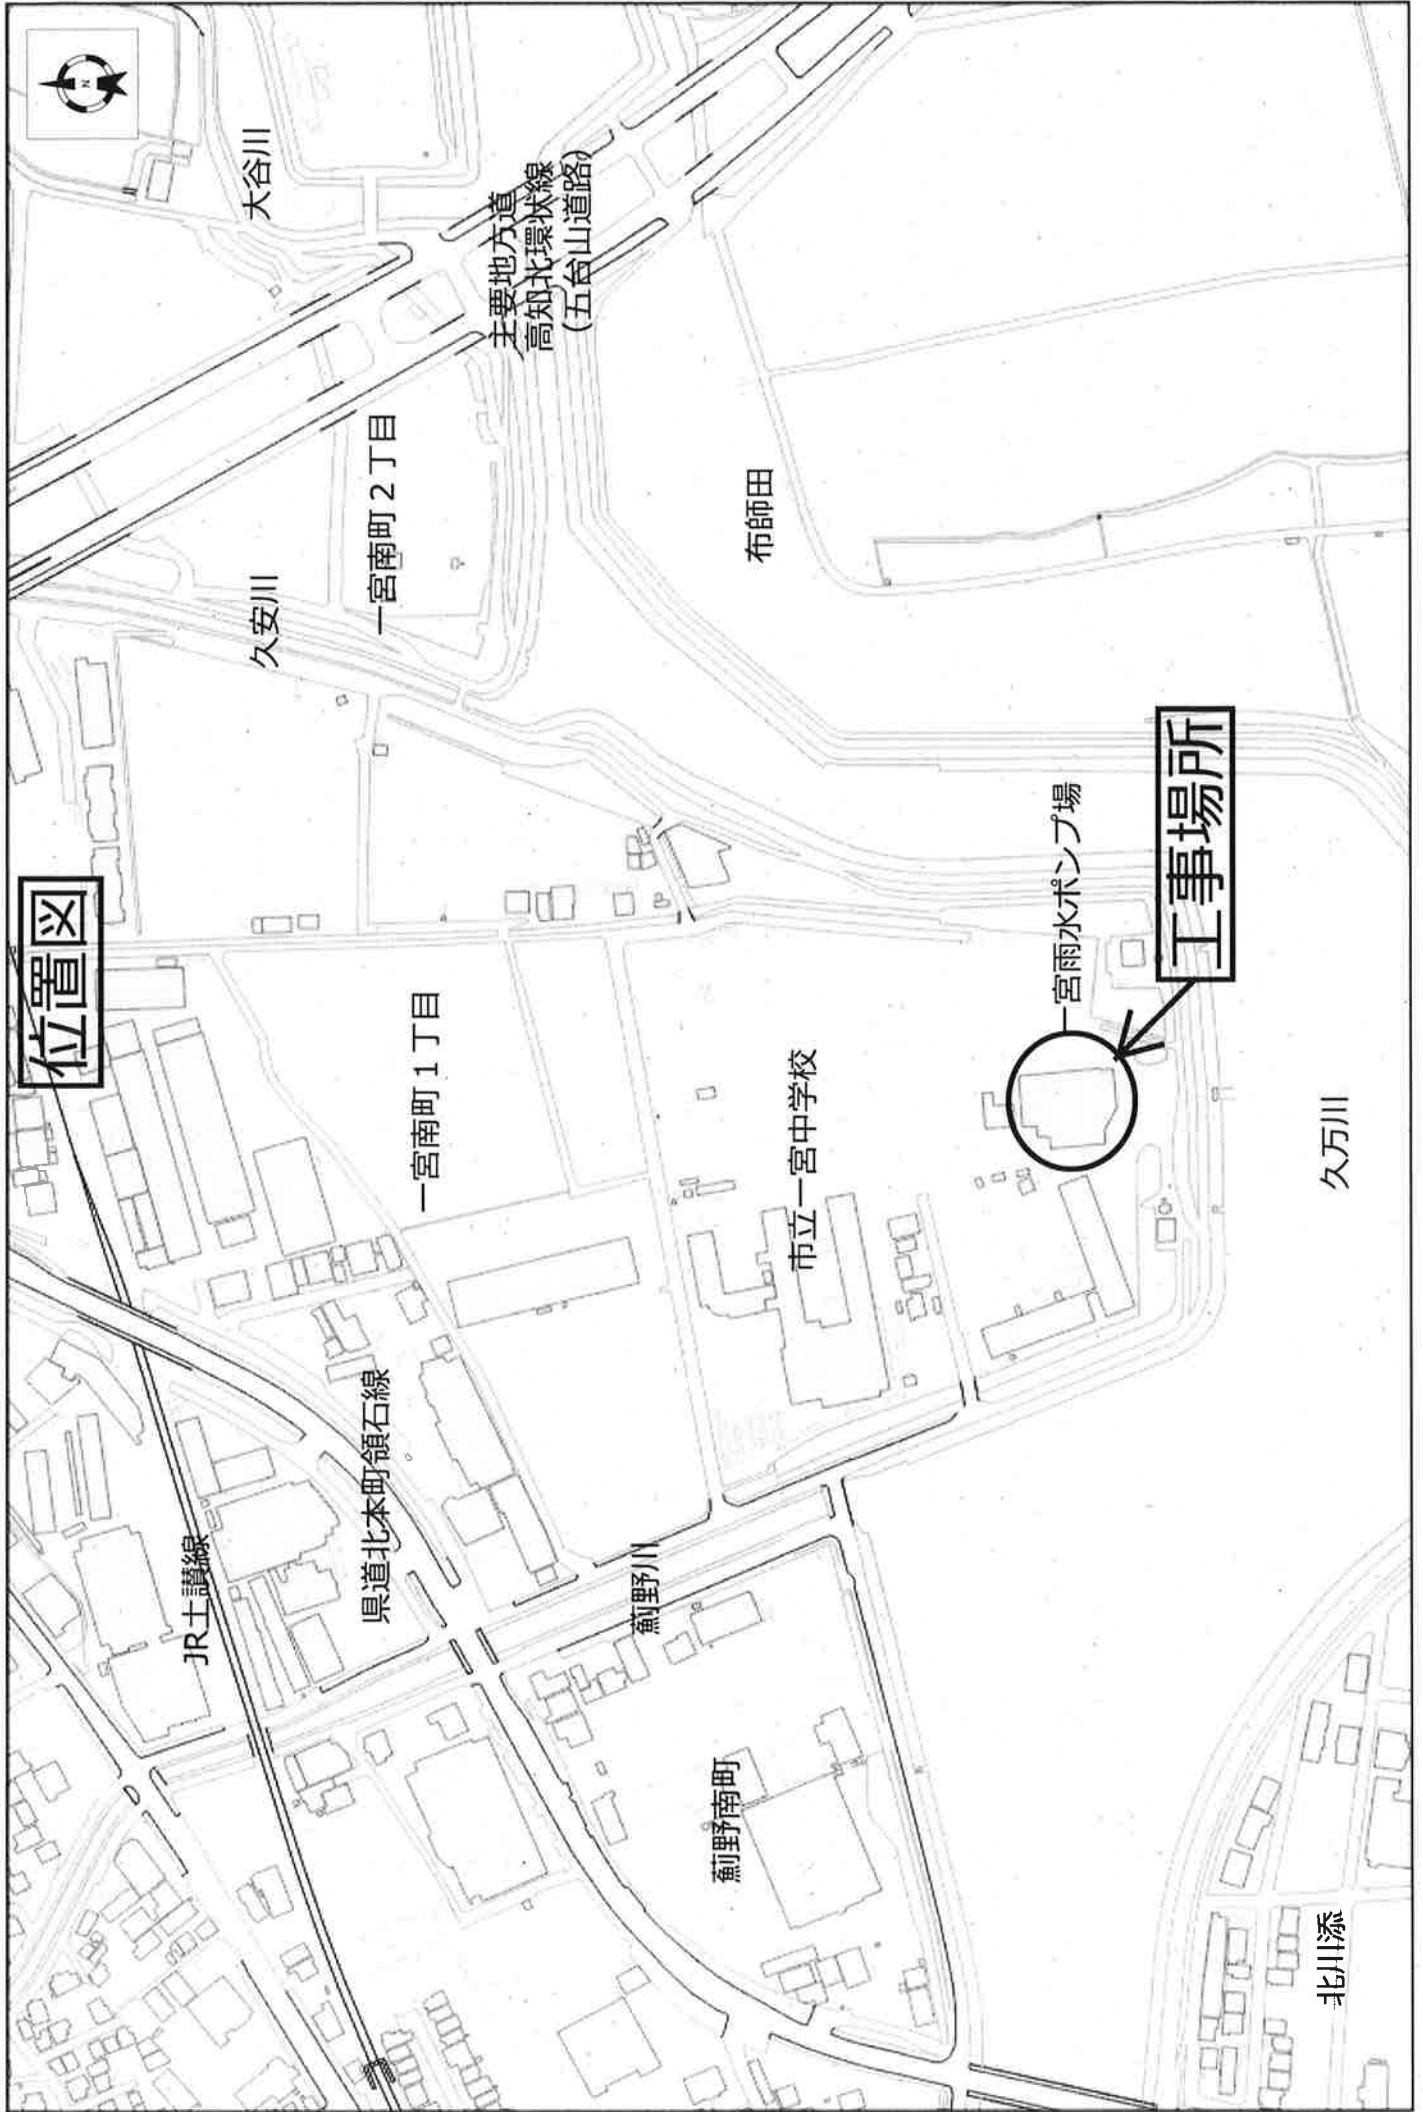 位置図
N
大谷川
主要地方道
高知北環状線
(五台山道路)
久安川
一宮南町2丁目
布師田
一宮南町1丁目
一宮雨水ポンプ場
工事場所
市立一宮中学校
久万川
県道北本町領石線
JR土讃線
薊野川
薊野南町
北川添